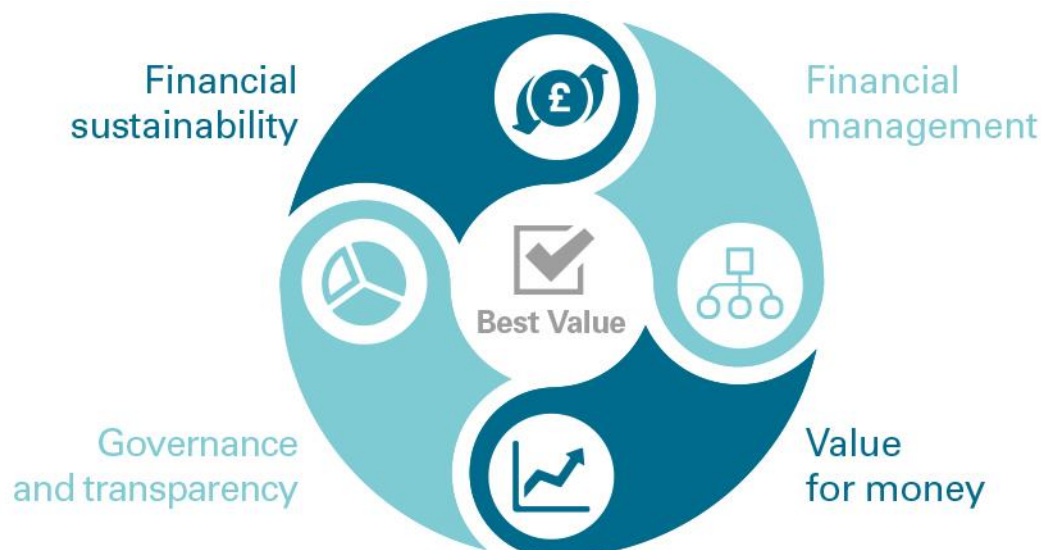 Financial
sustainability
Financial
management
£
Best Value
Governance
and transparency
Value
for money